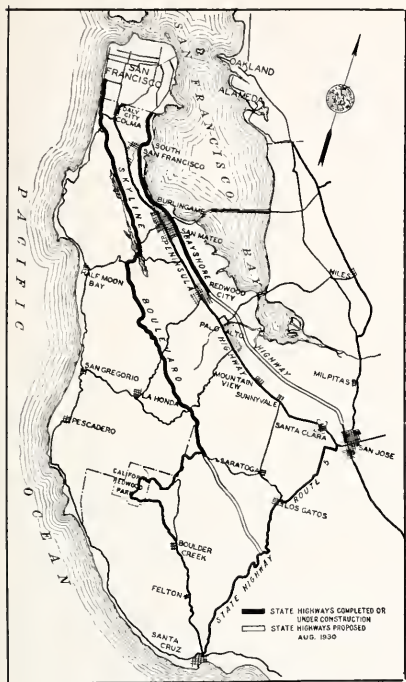 SAN
FRANCISCO
DALY
CITY
COLMA
SAN FRANCISCO BAY
OAKLAND
ALAMEDA
SOUTH
SAN FRANCISCO
SKYLINE BOULEVARD
BURLINGAME
SAN MATEO
BAYSHORE HIGHWAY
PENINSULA HIGHWAY
PACIFIC OCEAN
HALF MOON
BAY
REDWOOD
CITY
NILES
PALO ALTO
MOUNTAIN
VIEW
SUNNYVALE
MILPITAS
SAN GREGORIO
LA HONDA
SANTA CLARA
SAN JOSE
PESCADERO
SARATOGA
CALIFOR
REDWOOD
PARK
LOS GATOS
STATE HIGHWAY ROUTE 5
BOULDER
CREEK
FELTON
SANTA
CRUZ
STATE HIGHWAYS COMPLETED OR
UNDER CONSTRUCTION
STATE HIGHWAYS PROPOSED
AUG. 1930